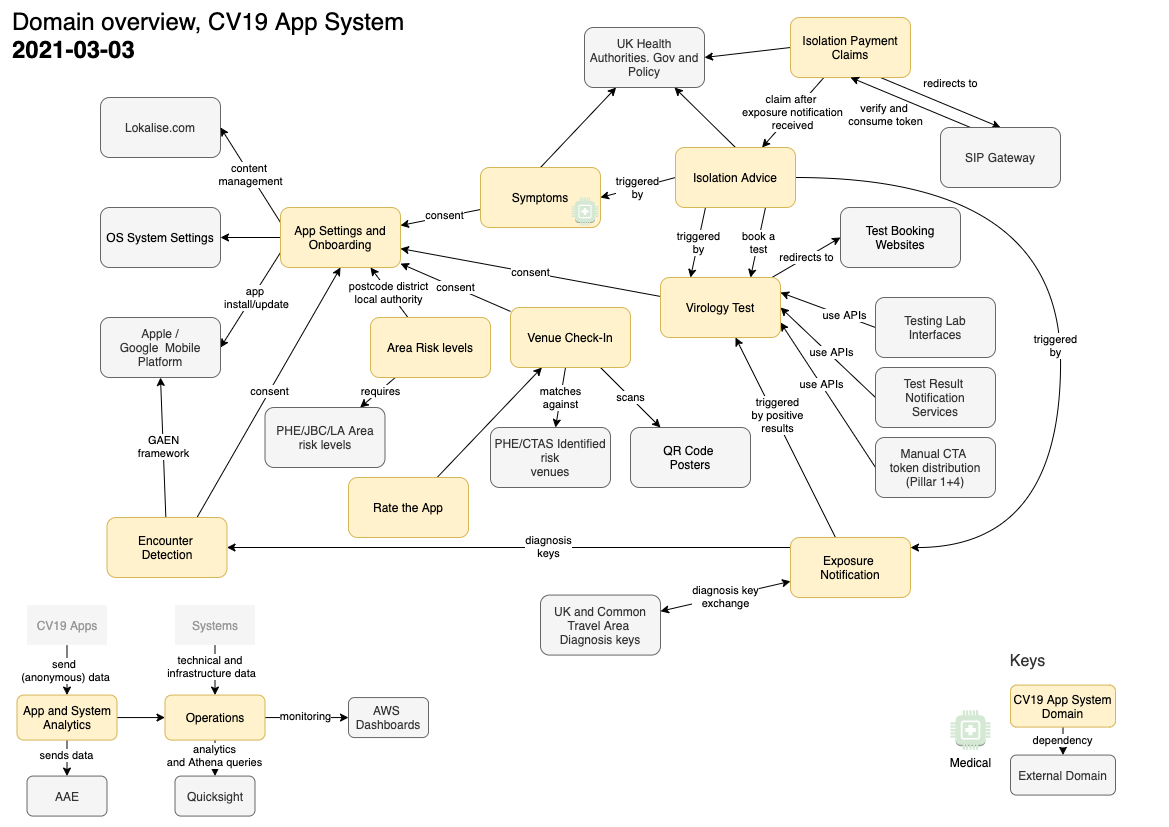 Domain overview, CV19 App System
2021-03-03
UK Health
Authorities. Gov and
Policy
Isolation Payment
Claims
redirects to
claim after
exposure notification
received
verify and
consume token
SIP Gateway
Lokalise.com
content
management
Symptoms
triggered
by
Isolation Advice
consent
OS System Settings
App Settings and
Onboarding
triggered
by
book a
test
Test Booking
Websites
redirects to
consent
postcode district
local authority
consent
app
install/update
Virology Test
use APIs
Testing Lab
Interfaces
Apple /
Google  Mobile
Platform
Area Risk levels
Venue Check-In
triggered
by
use APIs
use APIs
Test Result
Notification
Services
consent
requires
matches
against
scans
triggered
by positive
results
GAEN
framework
PHE/JBC/LA Area
risk levels
PHE/CTAS Identified
risk
venues
QR Code
Posters
Manual CTA
token distribution
(Pillar 1+4)
Rate the App
Encounter
Detection
diagnosis
keys
Exposure
Notification
diagnosis key
exchange
UK and Common
Travel Area
Diagnosis keys
CV19 Apps
Systems
send
(anonymous) data
technical and
infrastructure data
App and System
Analytics
Operations
monitoring
AWS
Dashboards
sends data
analytics
and Athena queries
AAE
Quicksight
Keys
CV19 App System
Domain
dependency
Medical
External Domain